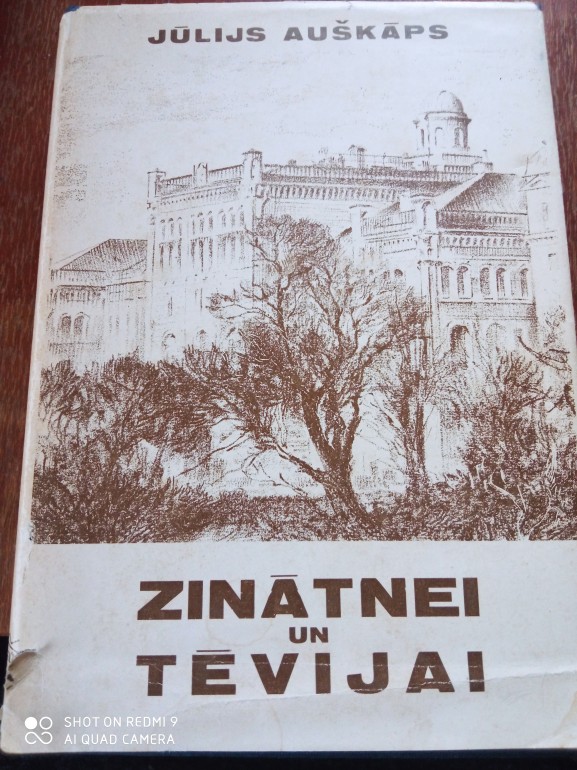 JŪLIJS AUŠKĀPS
ZINĀTNEI
UN
TĒVIJAI
SHOT ON REDMI 9
AI QUAD CAMERA